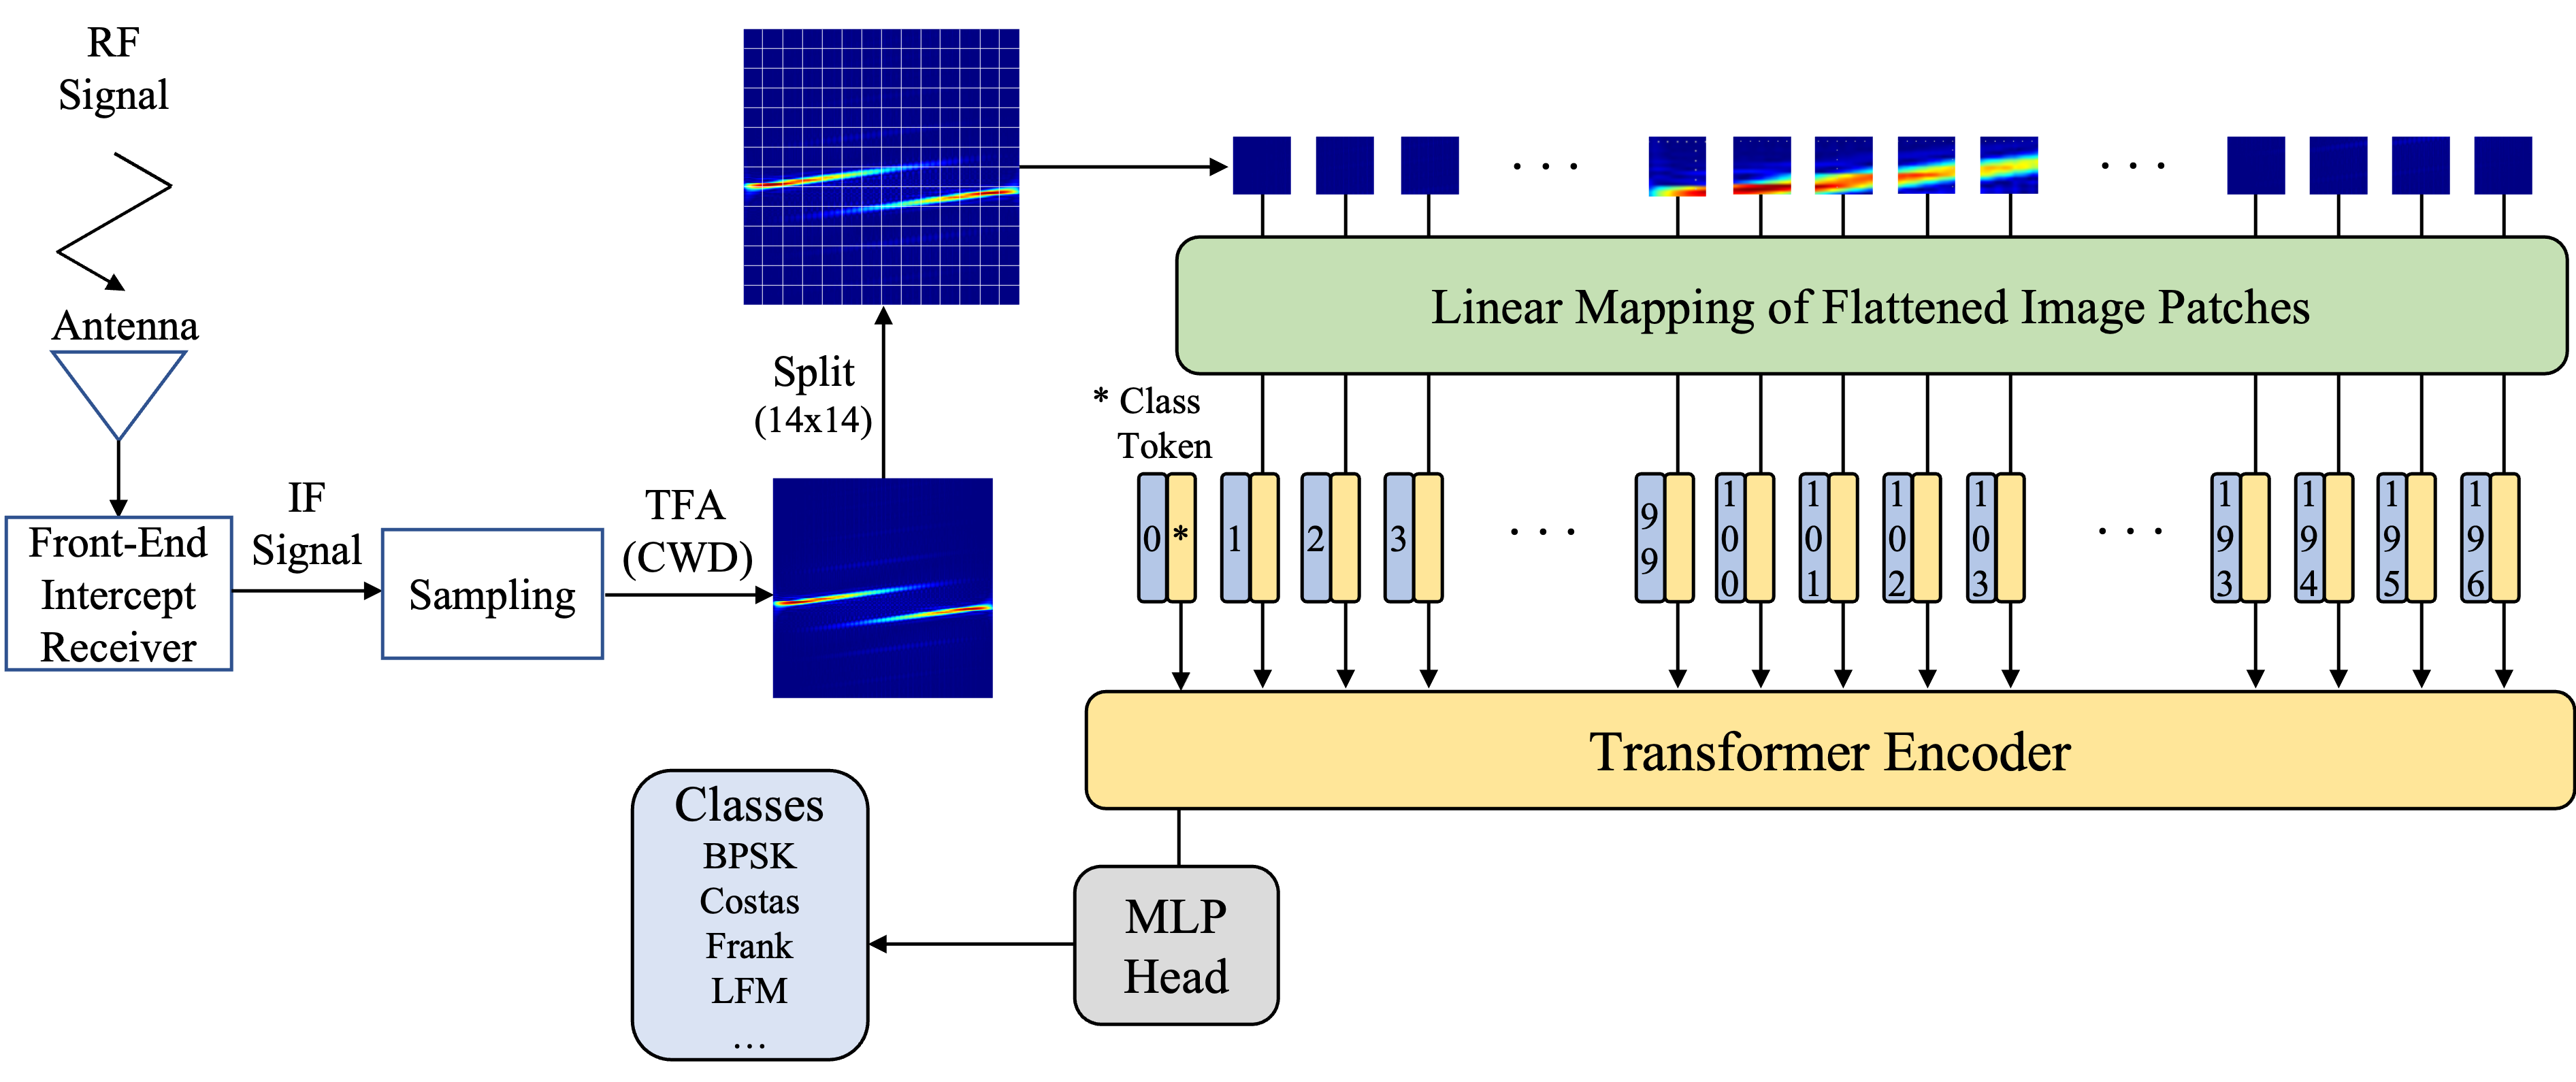 RF
Signal
Antenna
Front-End
Intercept
Receiver
IF
Signal
Sampling
TFA
(CWD)
Split
(14x14)
. . .
. . .
Linear Mapping of Flattened Image Patches
* Class
Token
0 * 1 2 3 . . . 99 100 101 102 103 . . . 193 194 195 196
Transformer Encoder
MLP
Head
Classes
BPSK
Costas
Frank
LFM
...